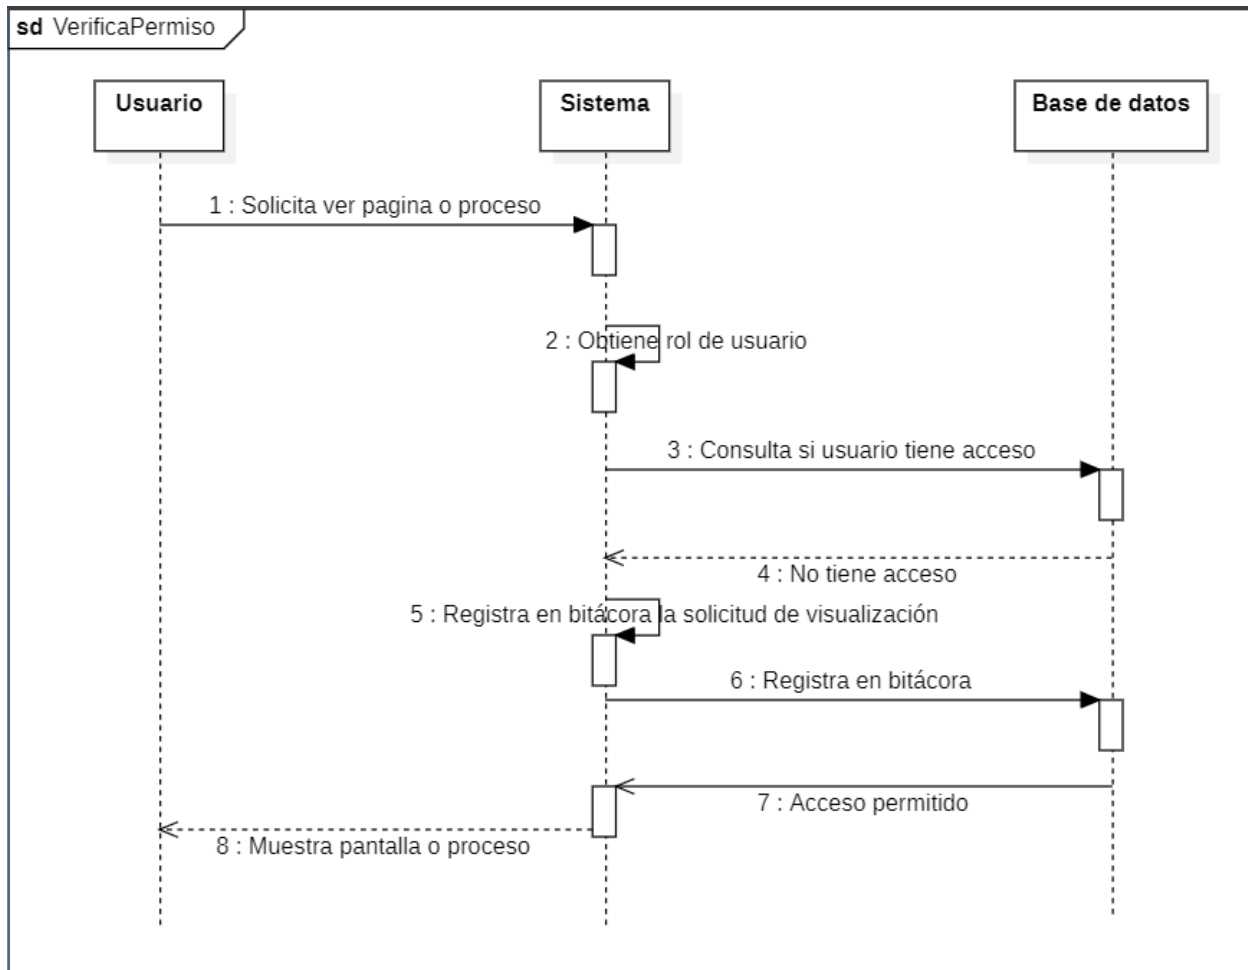 sd VerificaPermiso
Usuario
Sistema
Base de datos
1 : Solicita ver pagina o proceso
2 : Obtiene rol de usuario
3 : Consulta si usuario tiene acceso
4 : No tiene acceso
5 : Registra en bitácora la solicitud de visualización
6 : Registra en bitácora
7 : Acceso permitido
8 : Muestra pantalla o proceso